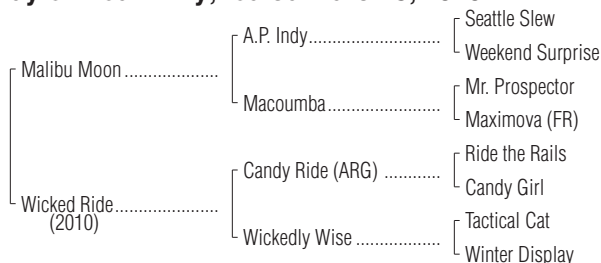 Seattle Slew
A.P. Indy
Weekend Surprise
Malibu Moon
Mr. Prospector
Macoumba
Maximova (FR)
Ride the Rails
Candy Ride (ARG)
Candy Girl
Wicked Ride
(2010)
Tactical Cat
Wickedly Wise
Winter Display